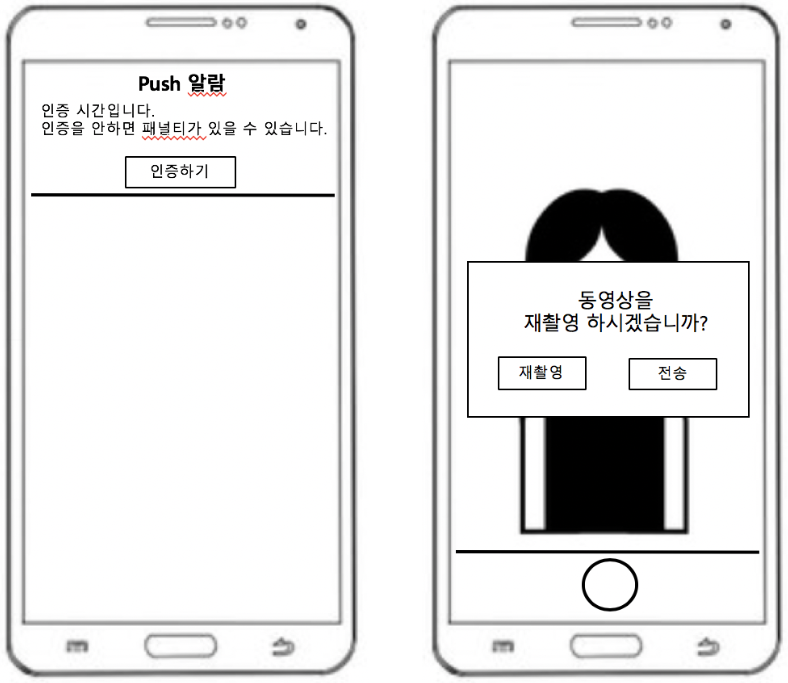 Push 알람
인증 시간입니다.
인증을 안하면 패널티가 있을 수 있습니다.
인증하기
동영상을
재촬영 하시겠습니까?
재촬영
전송